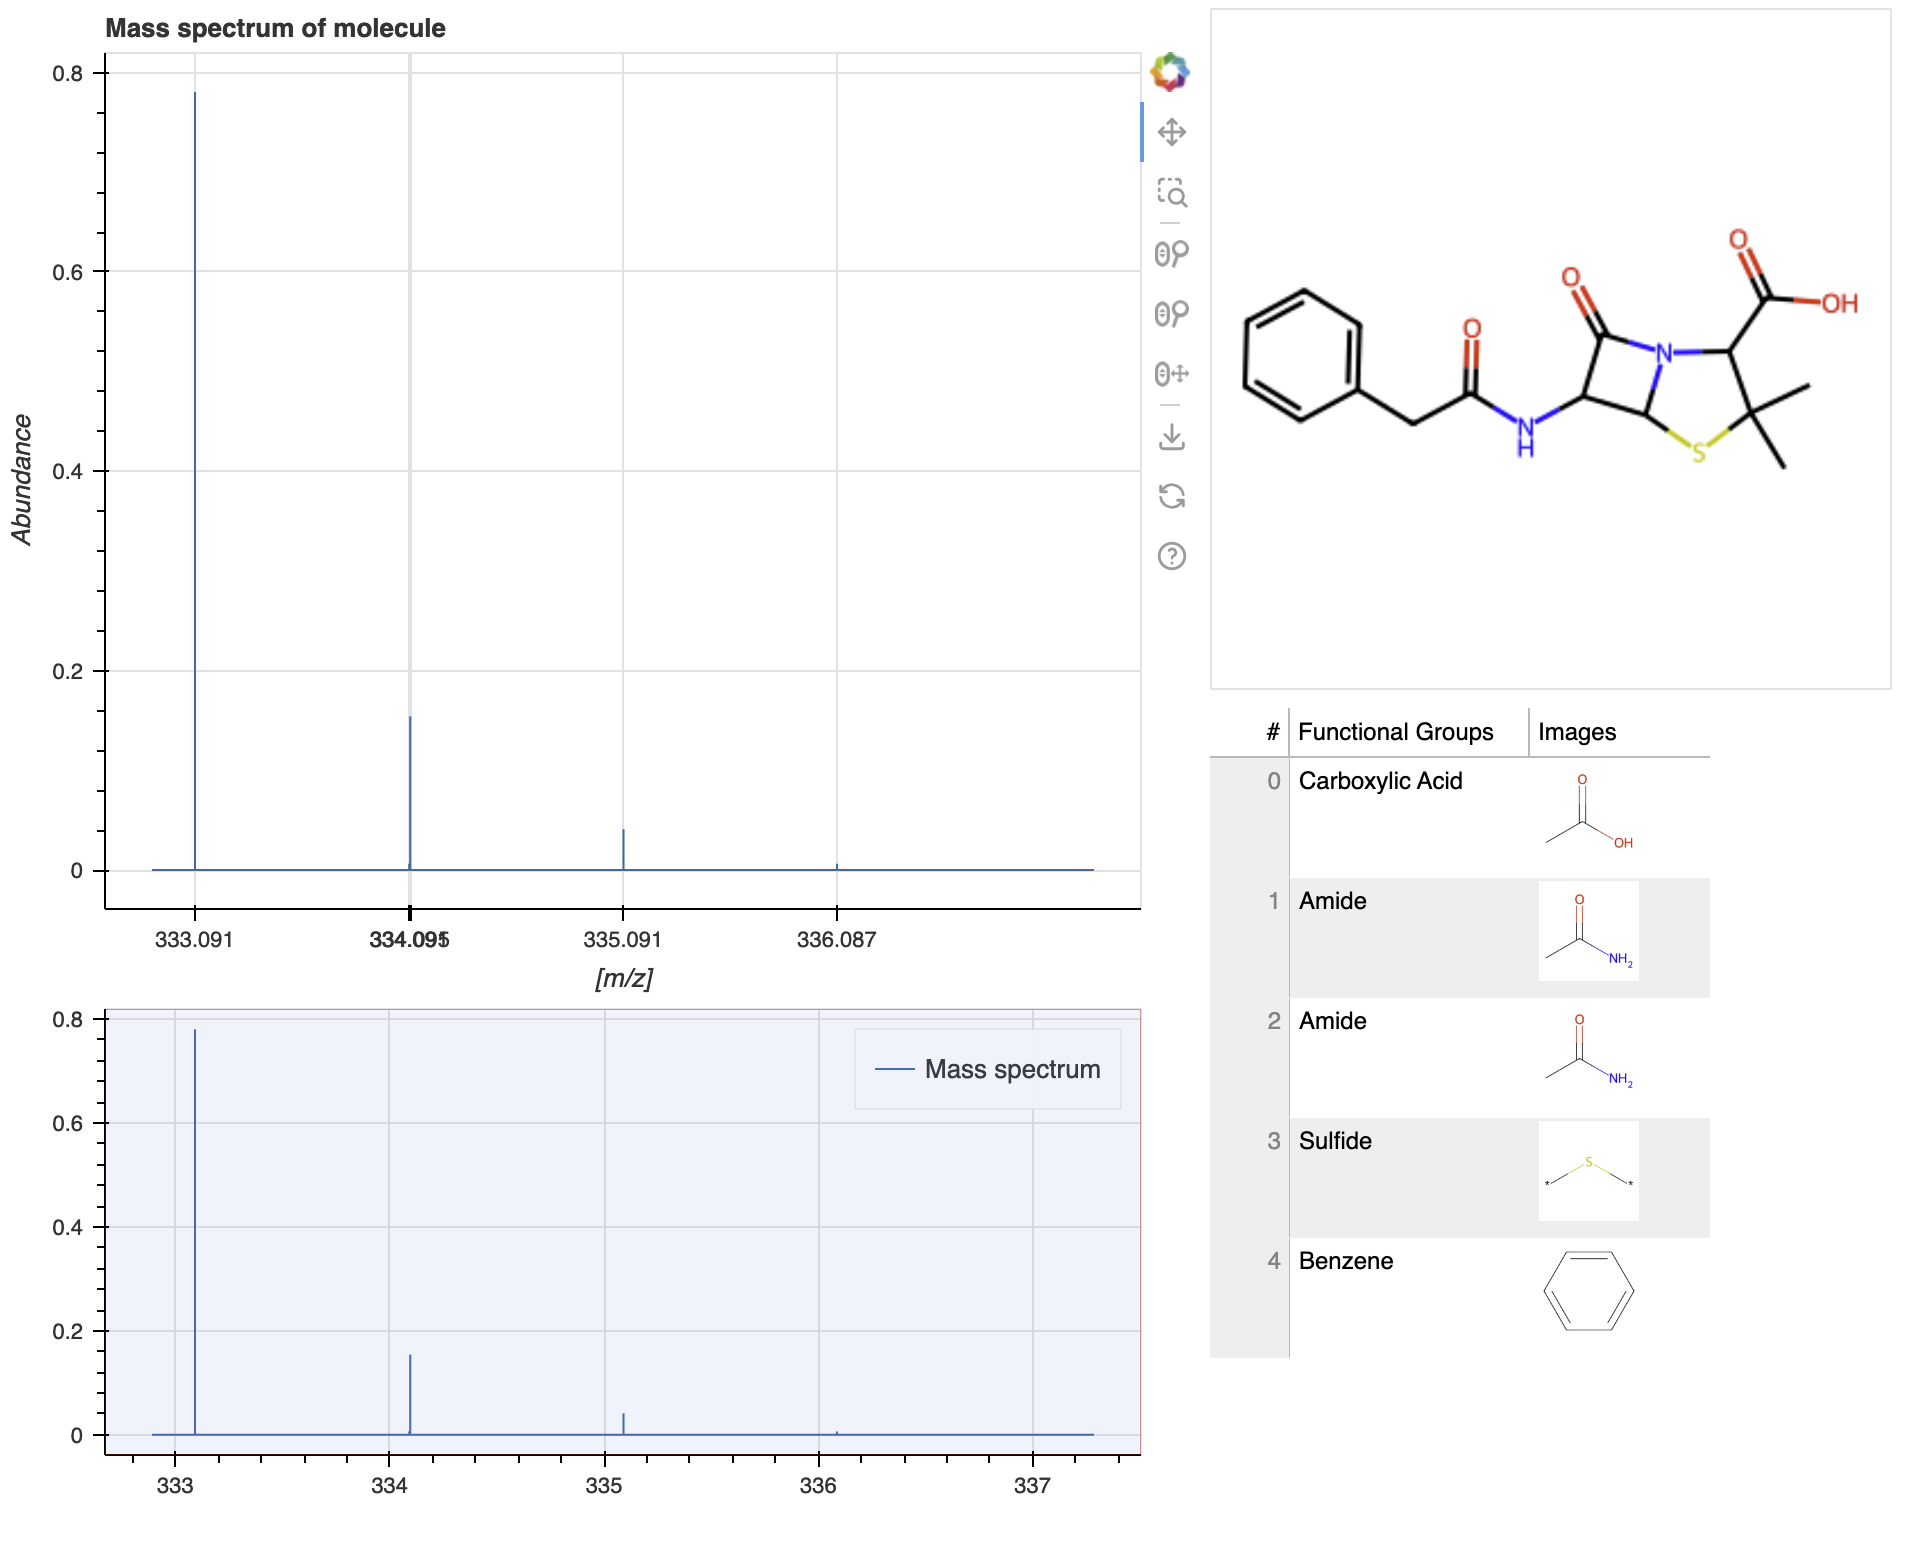 Mass spectrum of molecule
0.8
0.6
0.4
0.2
0
Abundance
333.091
335.091
336.087
[m/z]
0.8
0.6
0.4
0.2
0
Mass spectrum
333
334
335
336
337
O
O
O
OH
N
N
H
S
# Functional Groups Images
0 Carboxylic Acid
O
OH
1 Amide
O
NH2
2 Amide
O
NH2
3 Sulfide
* S *
4 Benzene